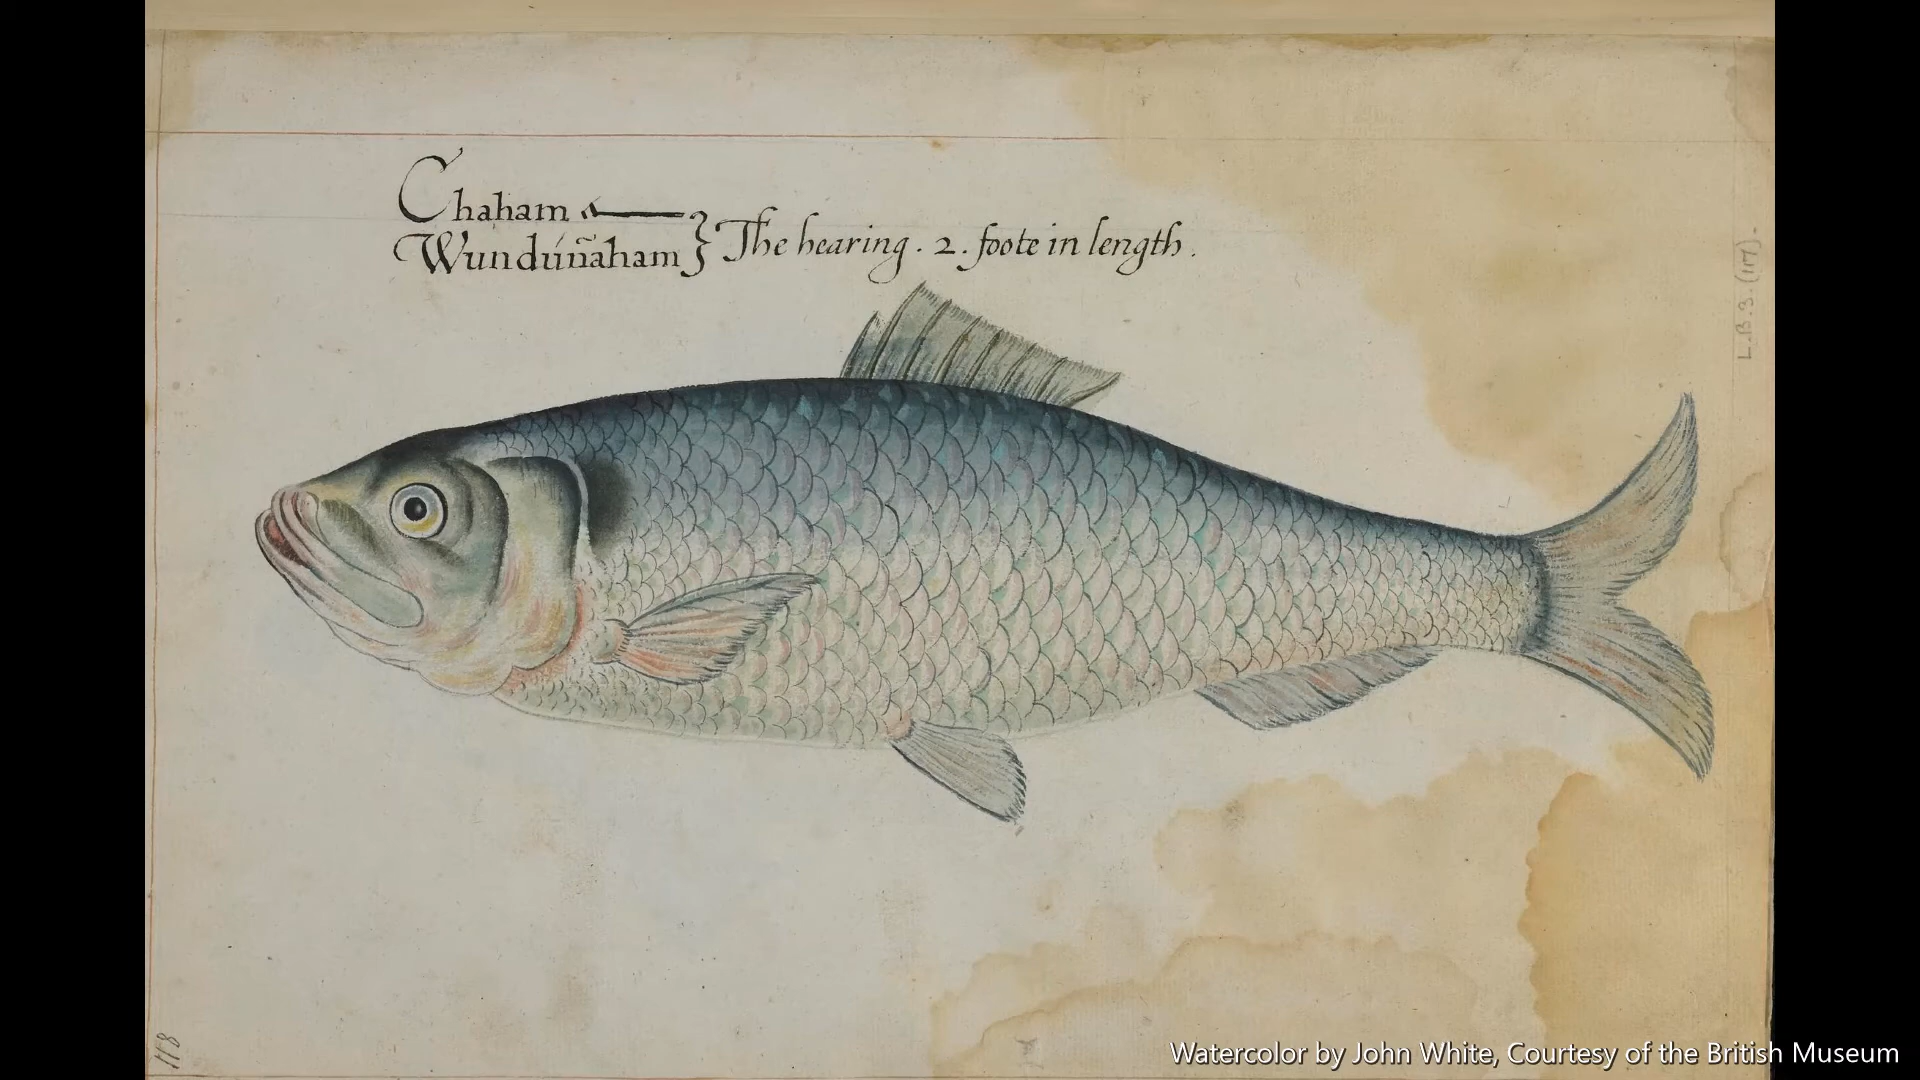 Chaham
Wunduñaham } The hearing . 2 . foote in length .
L.B.3.(117).
118
Watercolor by John White, Courtesy of the British Museum